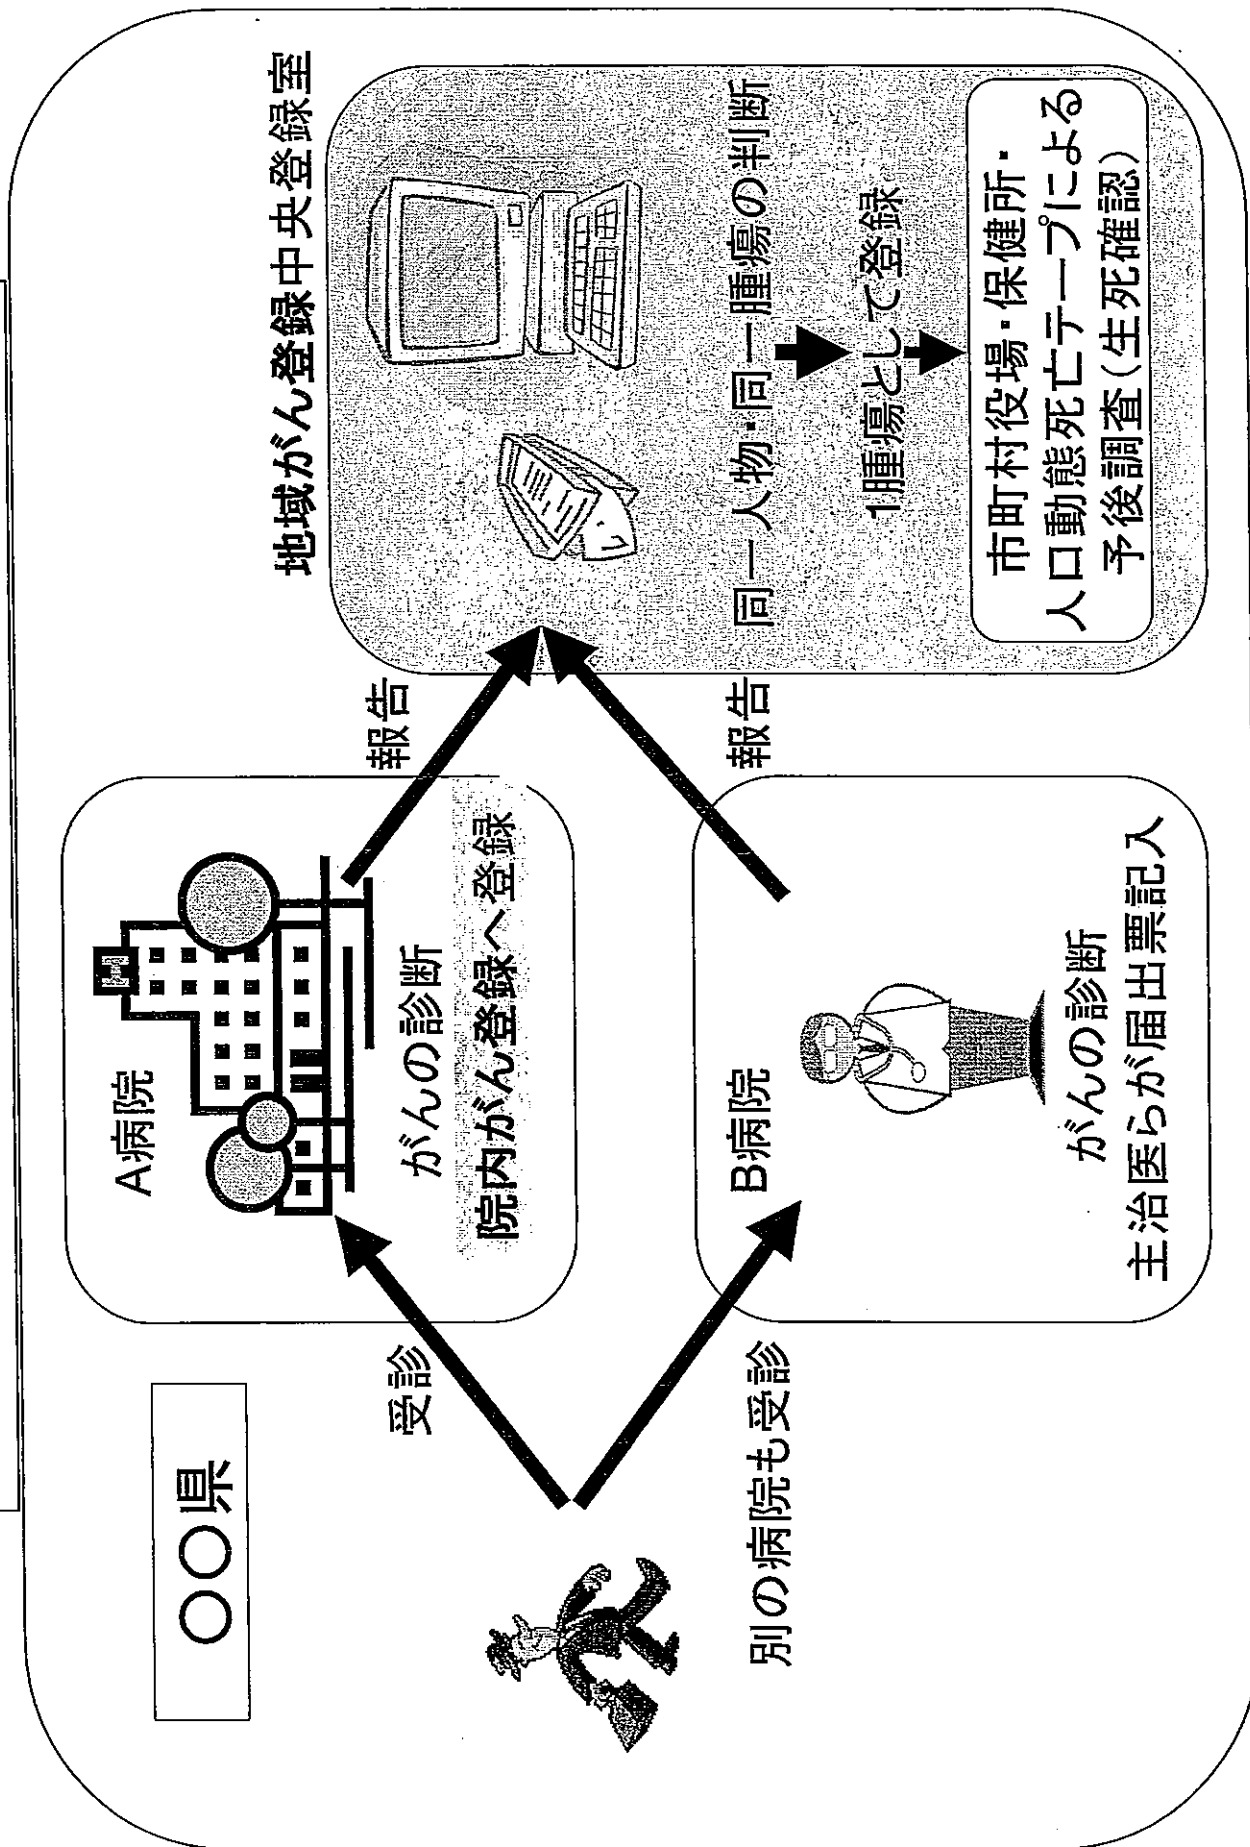 〇〇県
受診
別の病院も受診
A病院
がんの診断
院内がん登録へ登録
B病院
がんの診断
主治医らが届出票記入
報告
報告
地域がん登録中央登録室
同一人物・同一腫瘍の判断
1腫瘍として登録
市町村役場・保健所・
人口動態死亡テープによる
予後調査(生死確認)